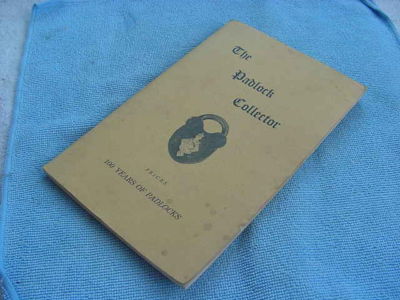 The
Padlock
Collector
PRICES
100 YEARS OF PADLOCKS